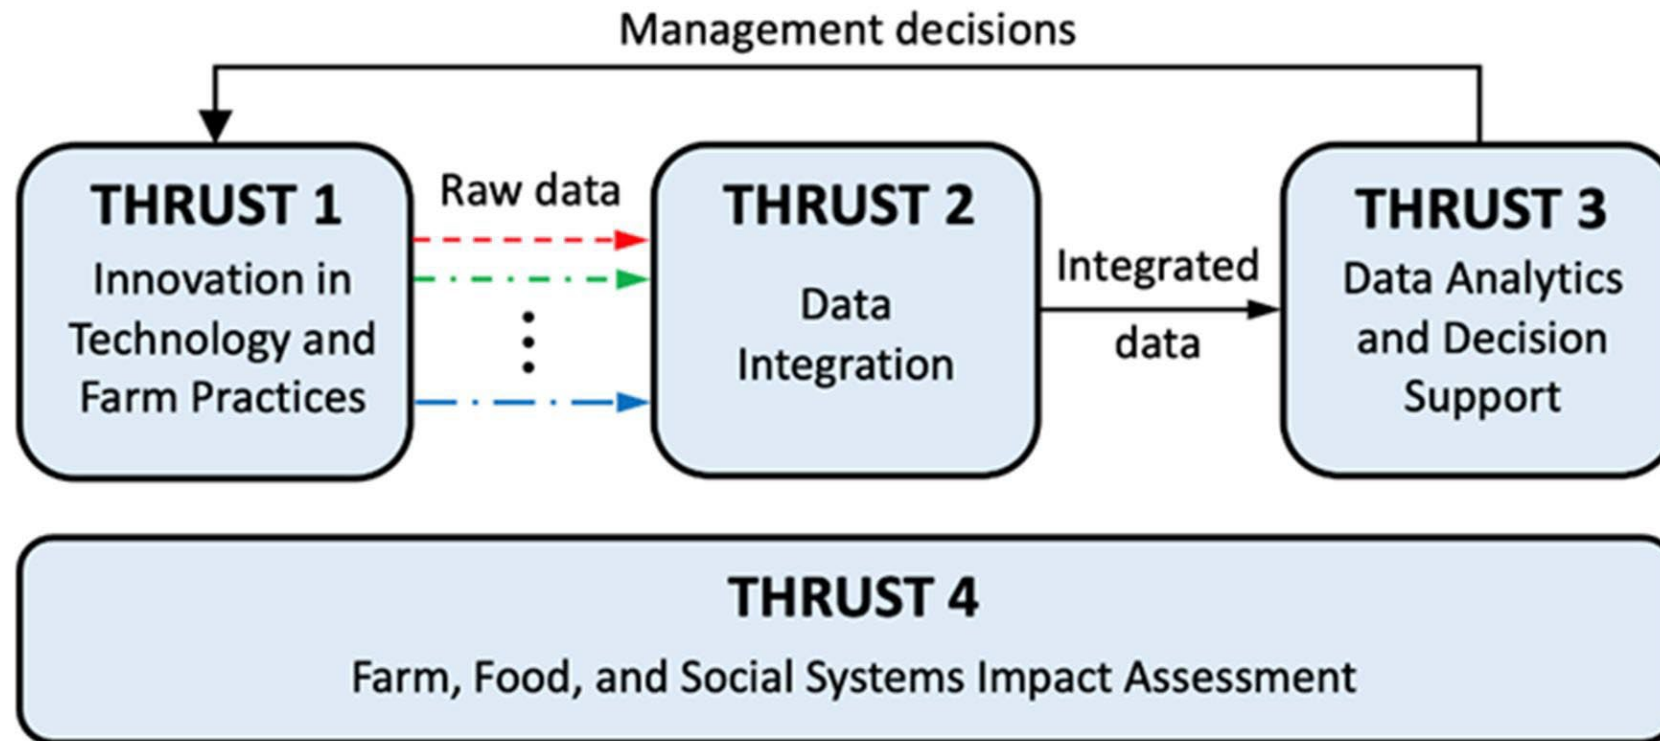 Management decisions
THRUST 1
Innovation in
Technology and
Farm Practices
Raw data
THRUST 2
Data
Integration
Integrated
data
THRUST 3
Data Analytics
and Decision
Support
THRUST 4
Farm, Food, and Social Systems Impact Assessment